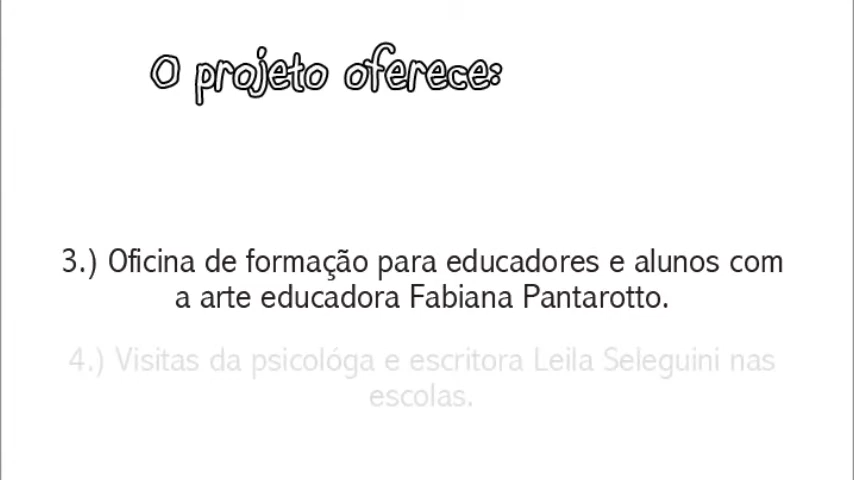 O projeto oferece:
3.) Oficina de formação para educadores e alunos com
a arte educadora Fabiana Pantarotto.
4.) Visitas da psicológa e escritora Leila Seleguini nas
escolas.